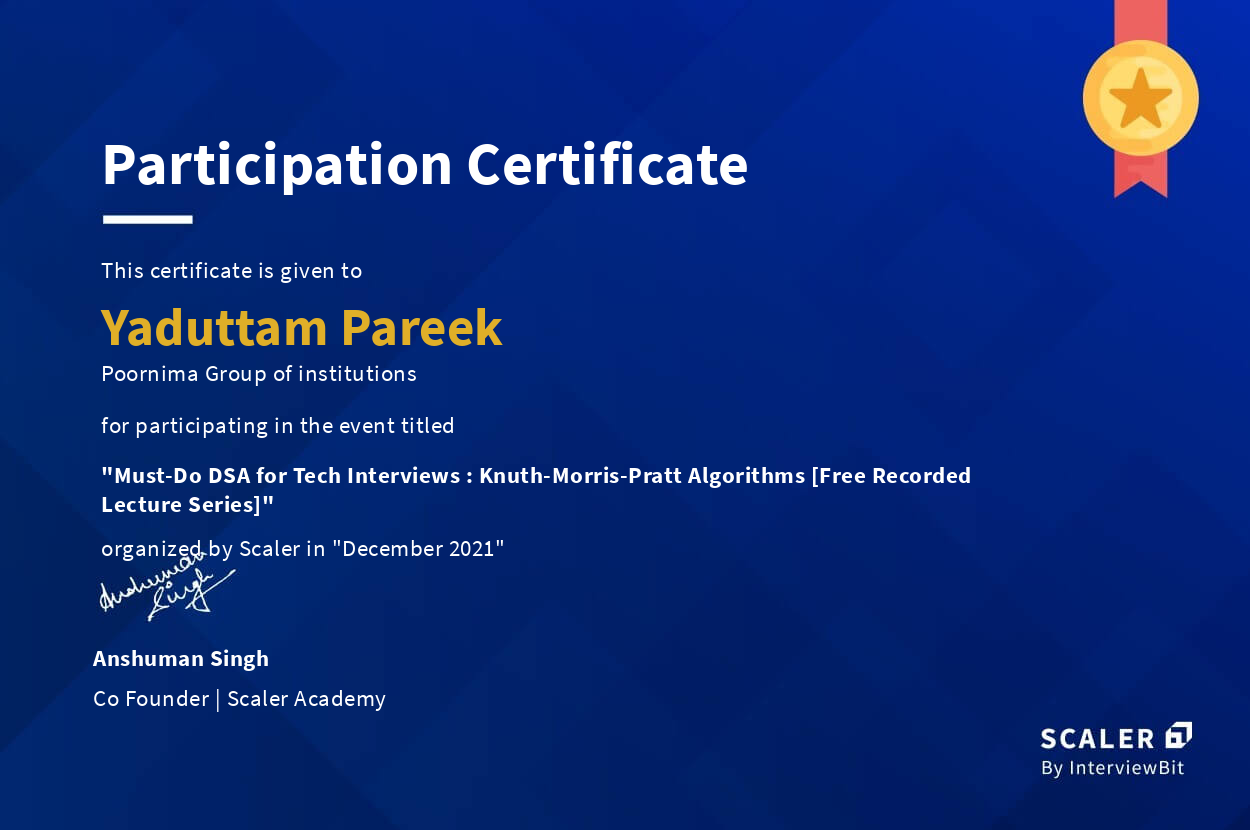 Participation Certificate
This certificate is given to
Yaduttam Pareek
Poornima Group of institutions
for participating in the event titled
"Must-Do DSA for Tech Interviews : Knuth-Morris-Pratt Algorithms [Free Recorded
Lecture Series]"
organized by Scaler in "December 2021"
Anshuman
Singh
Anshuman Singh
Co Founder | Scaler Academy
SCALER
By InterviewBit